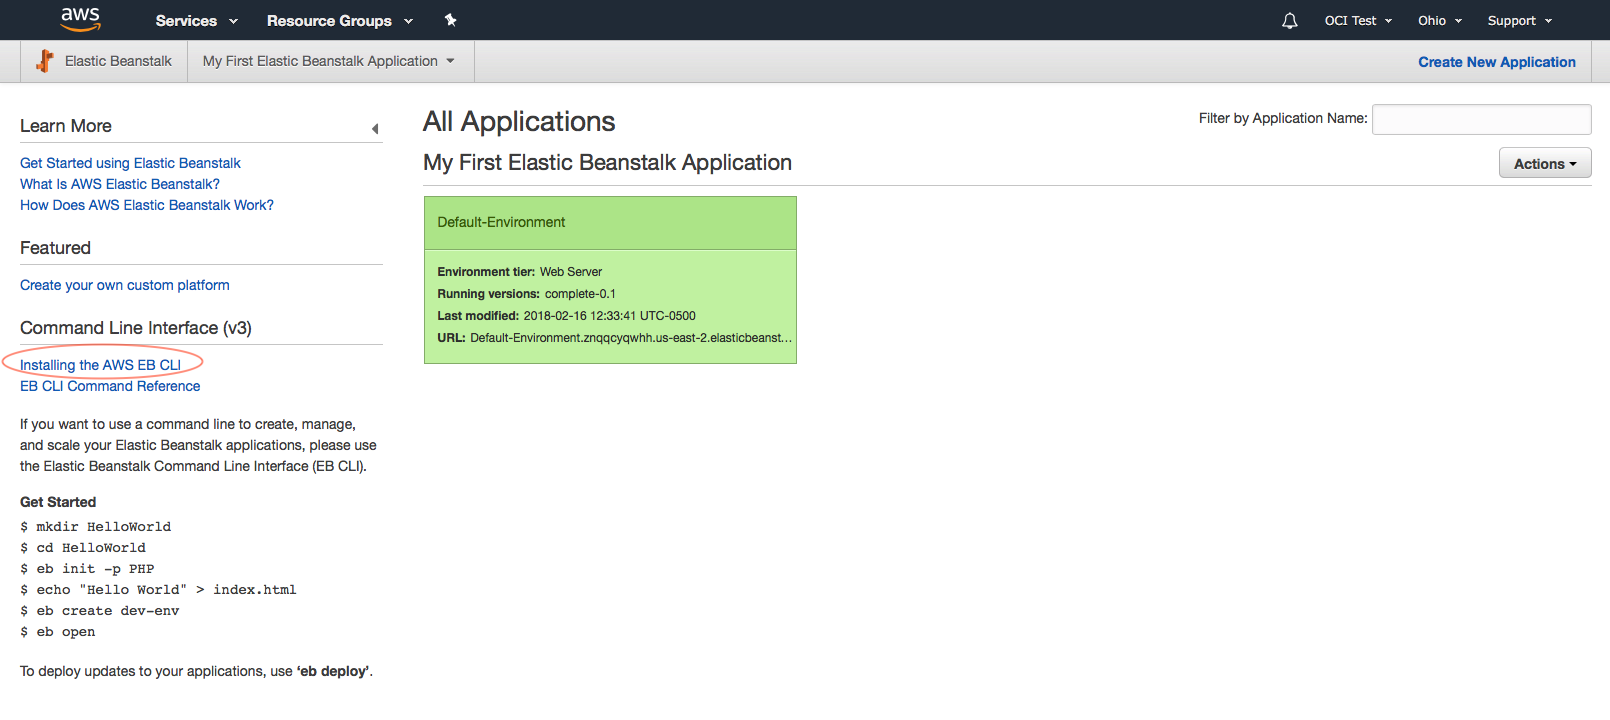 aws Services Resource Groups OCI Test Ohio Support
Elastic Beanstalk My First Elastic Beanstalk Application Create New Application
Learn More
Get Started using Elastic Beanstalk
What Is AWS Elastic Beanstalk?
How Does AWS Elastic Beanstalk Work?
Featured
Create your own custom platform
Command Line Interface (v3)
Installing the AWS EB CLI
EB CLI Command Reference
If you want to use a command line to create, manage,
and scale your Elastic Beanstalk applications, please use
the Elastic Beanstalk Command Line Interface (EB CLI).
Get Started
$ mkdir HelloWorld
$ cd HelloWorld
$ eb init -p PHP
$ echo "Hello World" > index.html
$ eb create dev-env
$ eb open
To deploy updates to your applications, use ‘eb deploy’.
All Applications
Filter by Application Name:
My First Elastic Beanstalk Application
Actions
Default-Environment
Environment tier: Web Server
Running versions: complete-0.1
Last modified: 2018-02-16 12:33:41 UTC-0500
URL: Default-Environment.znqqcyqwhh.us-east-2.elasticbeanst...